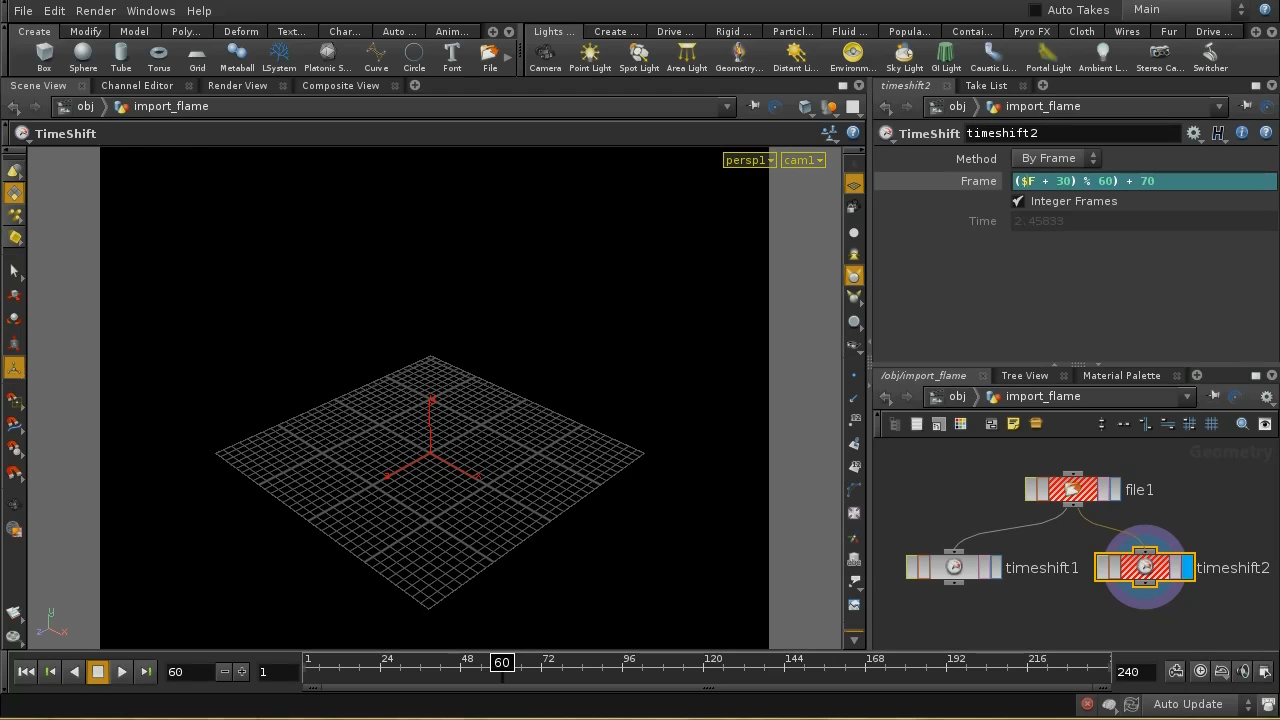 File Edit Render Windows Help
Auto Takes Main
Create Modify Model Poly... Deform Text... Char... Auto ... Anim...
Lights ... Create ... Drive ... Rigid ... Particl... Fluid ... Popula... Contai... Pyro FX Cloth Wires Fur Drive ...
Box Sphere Tube Torus Grid Metaball LSystem Platonic S... Curve Circle Font File
Camera Point Light Spot Light Area Light Geometry... Distant Li... Environ... Sky Light GI Light Caustic Li... Portal Light Ambient L... Stereo Ca... Switcher
Scene View Channel Editor Render View Composite View
timeshift2 Take List
obj import_flame
obj import_flame
TimeShift
TimeShift timeshift2
persp1 cam1
Method By Frame
Frame ($F + 30) % 60) + 70
Integer Frames
Time 2.45833
/obj/import_flame Tree View Material Palette
obj import_flame
Geometry
file1
timeshift1
timeshift2
y
z x
60 1
1 24 48 60 72 96 120 144 168 192 216
240
Auto Update